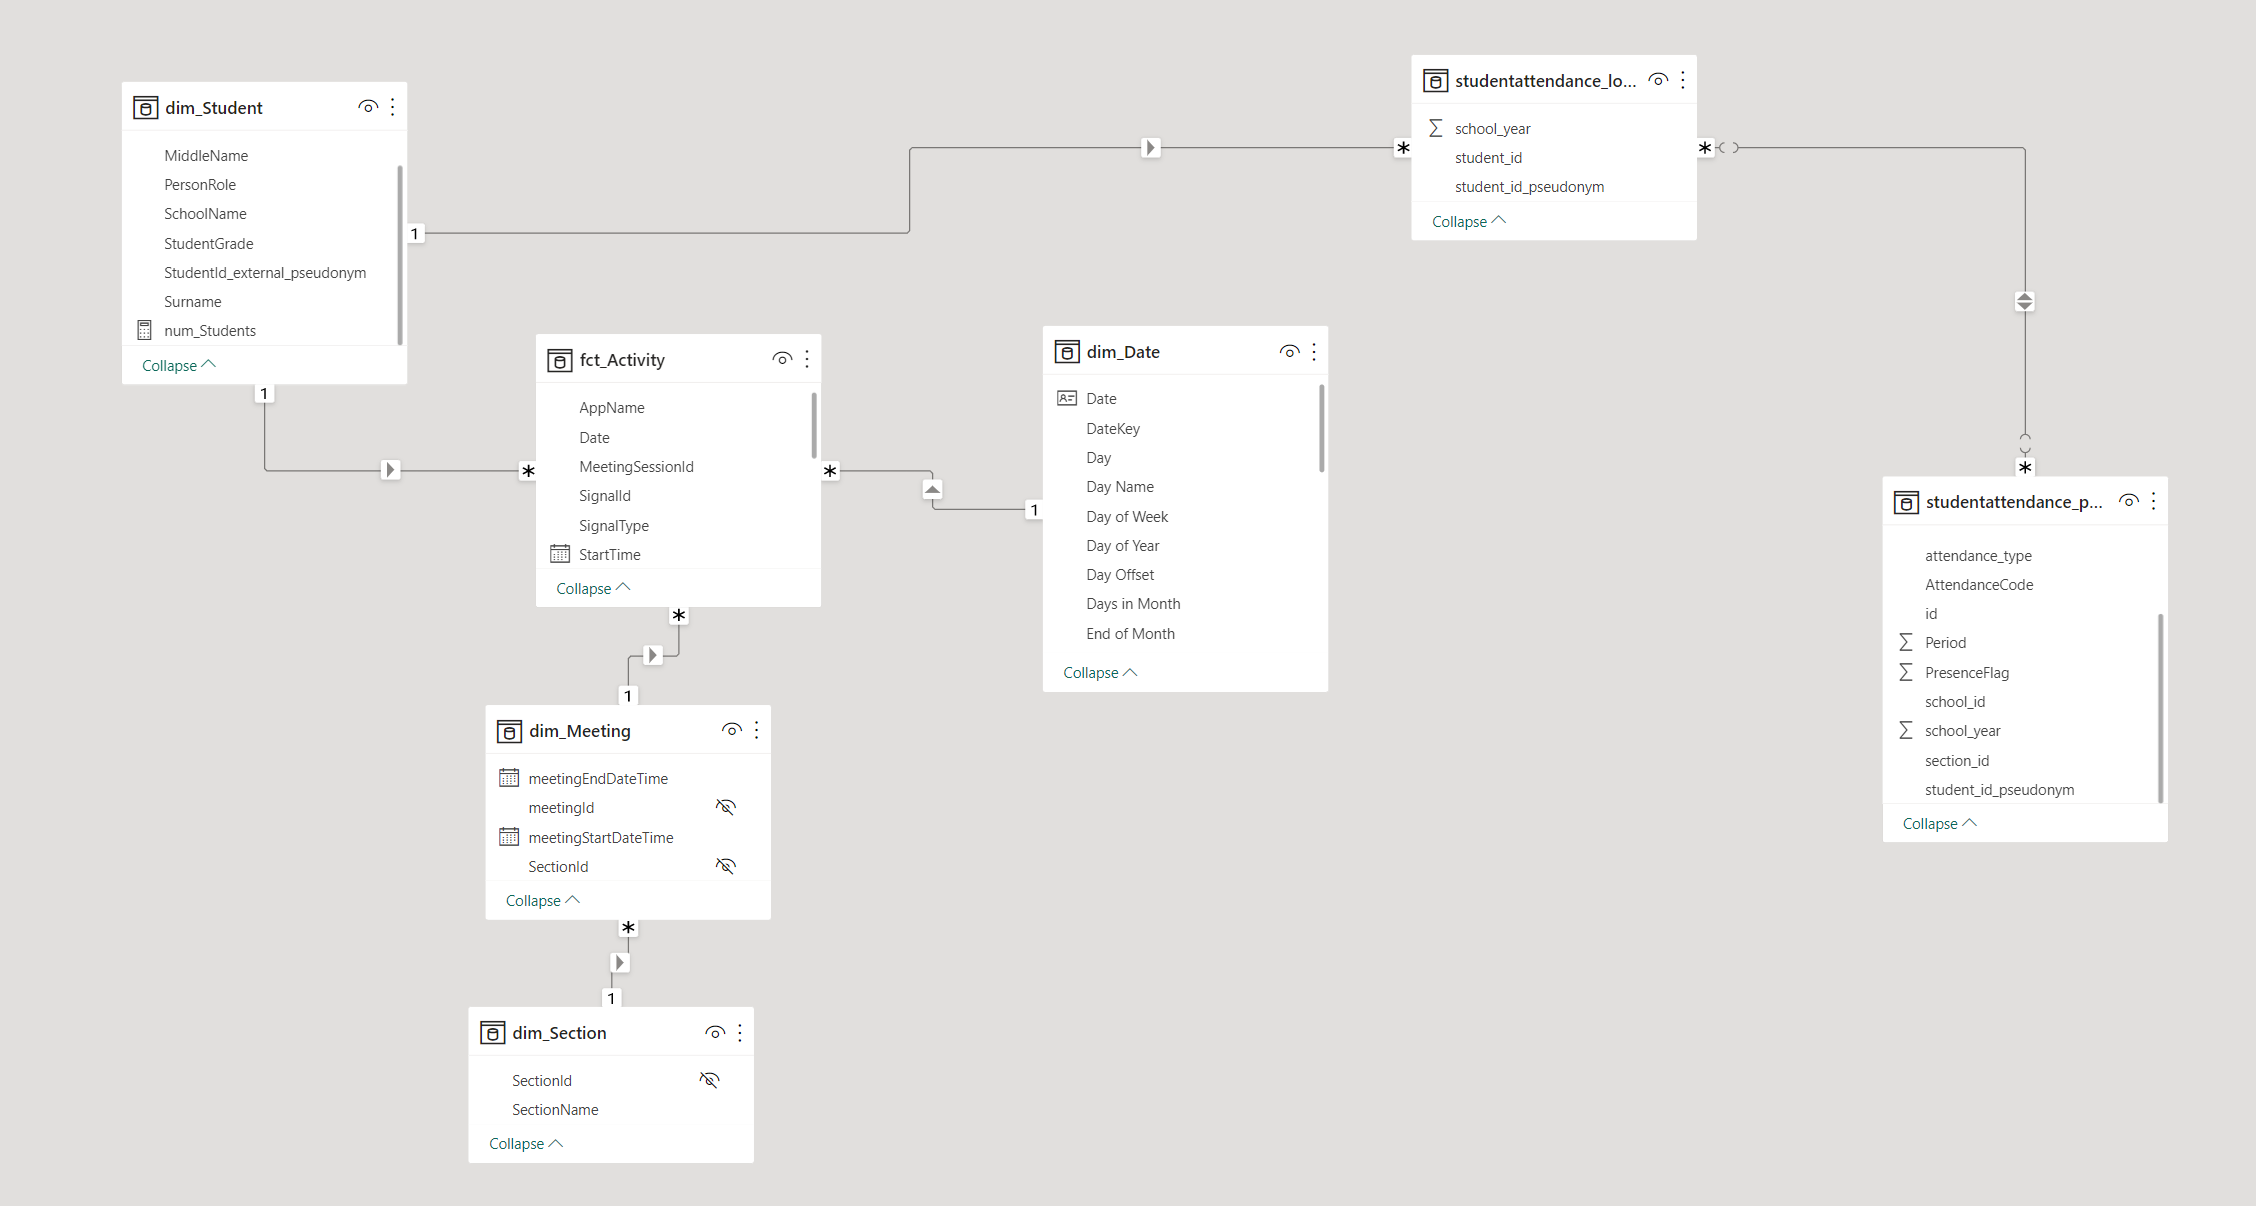 dim_Student
MiddleName
PersonRole
SchoolName
StudentGrade
StudentId_external_pseudonym
Surname
num_Students
Collapse
1
1
*
studentattendance_lo...
school_year
student_id
student_id_pseudonym
Collapse
*
*
fct_Activity
AppName
Date
MeetingSessionId
SignalId
SignalType
StartTime
Collapse
*
*
*
1
dim_Date
Date
DateKey
Day
Day Name
Day of Week
Day of Year
Day Offset
Days in Month
End of Month
Collapse
1
*
studentattendance_p...
attendance_type
AttendanceCode
id
Period
PresenceFlag
school_id
school_year
section_id
student_id_pseudonym
Collapse
dim_Meeting
meetingEndDateTime
meetingId
meetingStartDateTime
SectionId
Collapse
*
1
dim_Section
SectionId
SectionName
Collapse